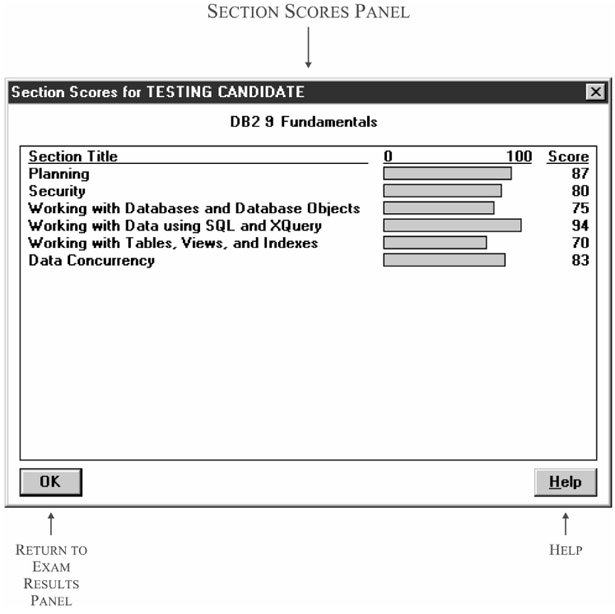 SECTION SCORES PANEL
Section Scores for TESTING CANDIDATE
DB2 9 Fundamentals
Section Title 0 100 Score
Planning 87
Security 80
Working with Databases and Database Objects 75
Working with Data using SQL and XQuery 94
Working with Tables, Views, and Indexes 70
Data Concurrency 83
OK Help
RETURN TO
EXAM
RESULTS
PANEL
HELP